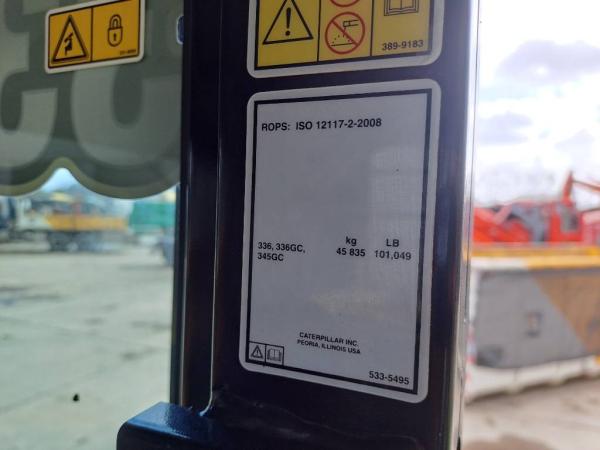 389-9183
ROPS: ISO 12117-2-2008
kg LB
336, 336GC, 45 835 101,049
345GC
CATERPILLAR INC.
PEORIA, ILLINOIS USA
533-5495